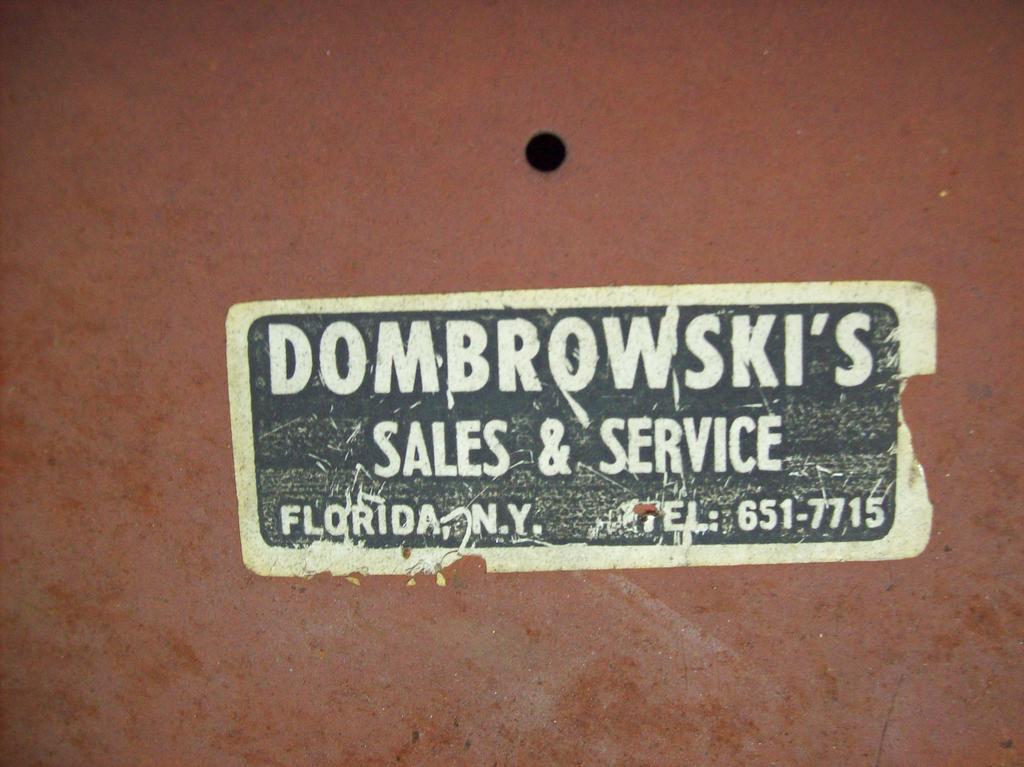 DOMBROWSKI'S
SALES & SERVICE
FLORIDA, N.Y. TEL: 651-7715